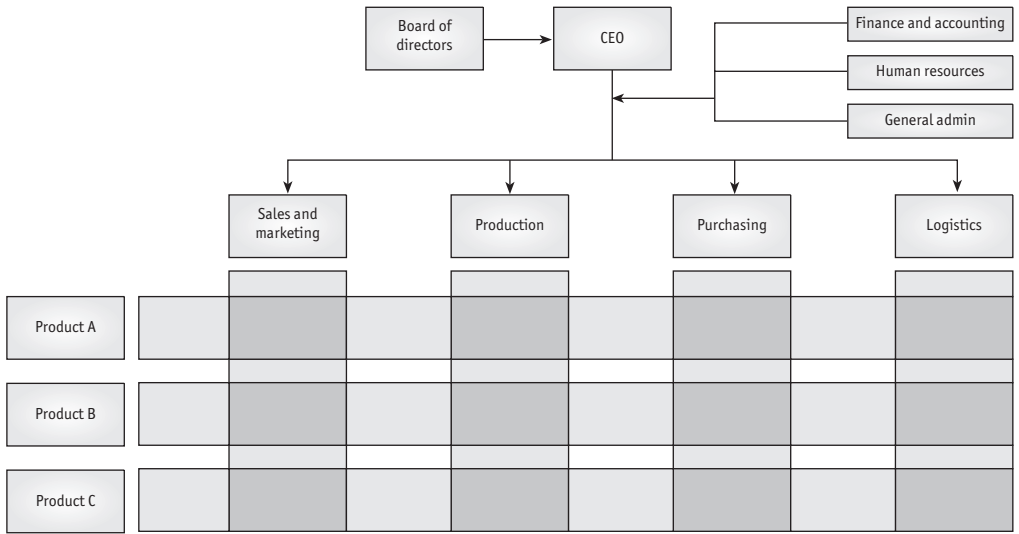 Board of
directors
CEO
Finance and accounting
Human resources
General admin
Sales and
marketing
Production
Purchasing
Logistics
Product A
Product B
Product C